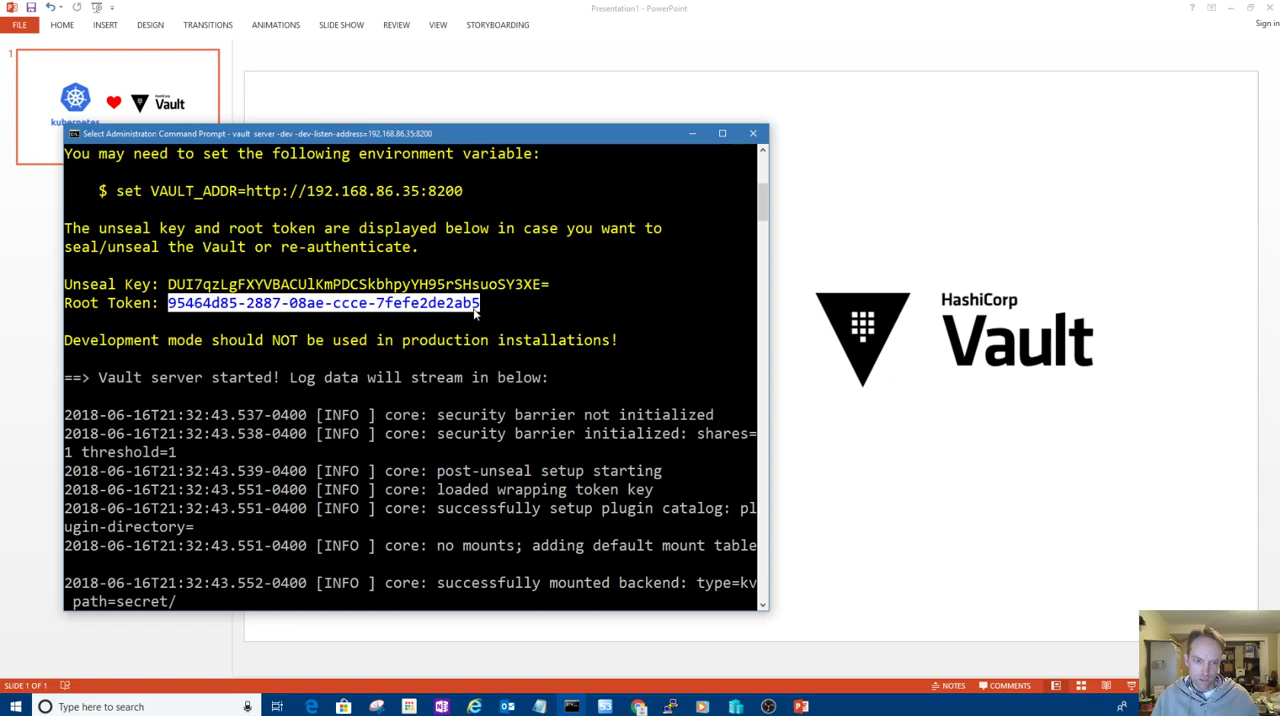 Presentation1 - PowerPoint
FILE HOME INSERT DESIGN TRANSITIONS ANIMATIONS SLIDE SHOW REVIEW VIEW STORYBOARDING
Sign in
1
HashiCorp
Vault
kubernetes
Select Administrator: Command Prompt - vault server -dev -dev-listen-address=192.168.86.35:8200
You may need to set the following environment variable:
$ set VAULT_ADDR=http://192.168.86.35:8200
The unseal key and root token are displayed below in case you want to
seal/unseal the Vault or re-authenticate.
Unseal Key: DUI7qzLgFXYVBACUlKmPDCSkbhpyYH95rSHsuoSY3XE=
Root Token: 95464d85-2887-08ae-ccce-7fefe2de2ab5
Development mode should NOT be used in production installations!
==> Vault server started! Log data will stream in below:
2018-06-16T21:32:43.537-0400 [INFO ] core: security barrier not initialized
2018-06-16T21:32:43.538-0400 [INFO ] core: security barrier initialized: shares=
1 threshold=1
2018-06-16T21:32:43.539-0400 [INFO ] core: post-unseal setup starting
2018-06-16T21:32:43.551-0400 [INFO ] core: loaded wrapping token key
2018-06-16T21:32:43.551-0400 [INFO ] core: successfully setup plugin catalog: pl
ugin-directory=
2018-06-16T21:32:43.551-0400 [INFO ] core: no mounts; adding default mount table
2018-06-16T21:32:43.552-0400 [INFO ] core: successfully mounted backend: type=kv
path=secret/
HashiCorp
Vault
SLIDE 1 OF 1
NOTES COMMENTS
Type here to search